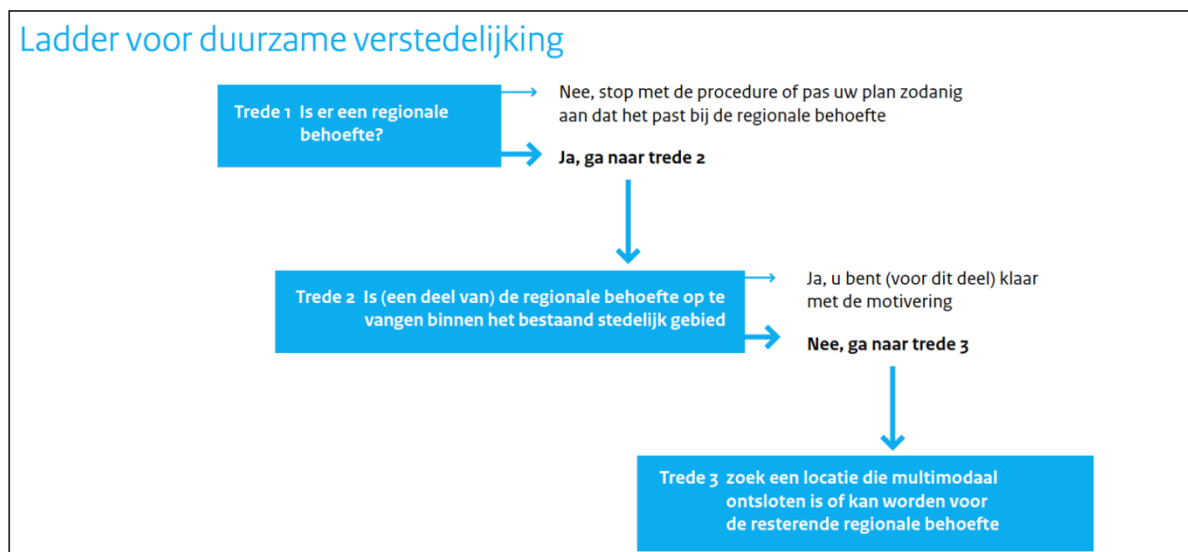 Ladder voor duurzame verstedelijking
Trede 1 Is er een regionale
behoefte?
Nee, stop met de procedure of pas uw plan zodanig
aan dat het past bij de regionale behoefte
Ja, ga naar trede 2
Trede 2 Is (een deel van) de regionale behoefte op te
vangen binnen het bestaand stedelijk gebied
Ja, u bent (voor dit deel) klaar
met de motivering
Nee, ga naar trede 3
Trede 3 zoek een locatie die multimodaal
ontsloten is of kan worden voor
de resterende regionale behoefte